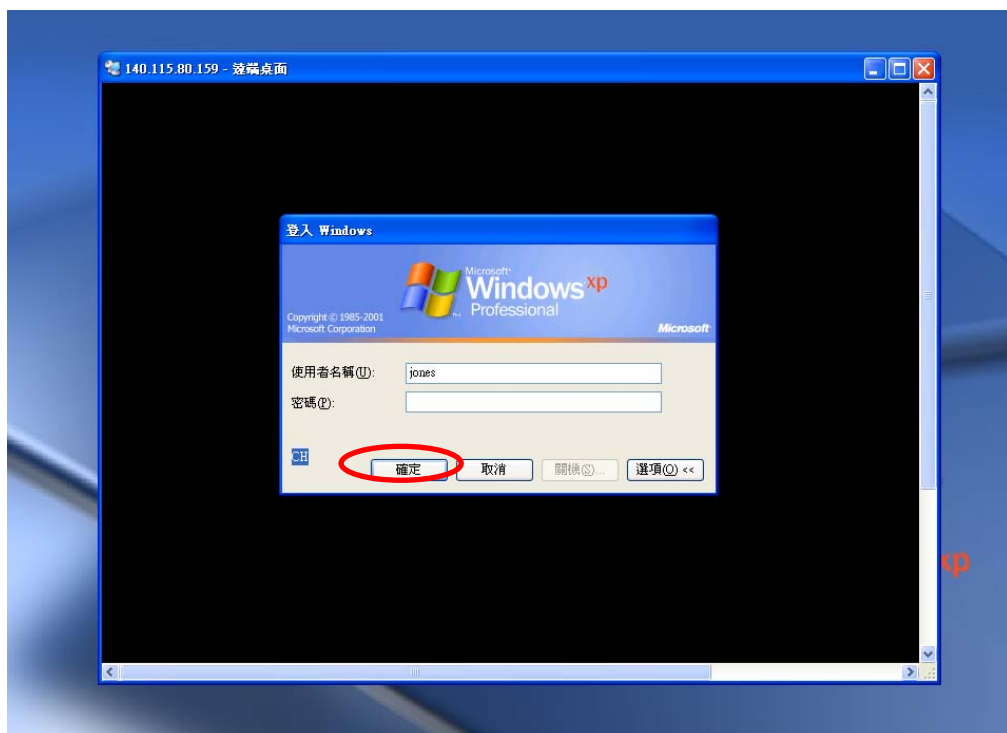 140.115.80.159 - 遠端桌面
登入 Windows
Microsoft
Windows xp
Professional
Copyright © 1985-2001
Microsoft Corporation
Microsoft
使用者名稱(U):
jones
密碼(P):
CH
確定
取消
關機(S)...
選項(O) <<
xp